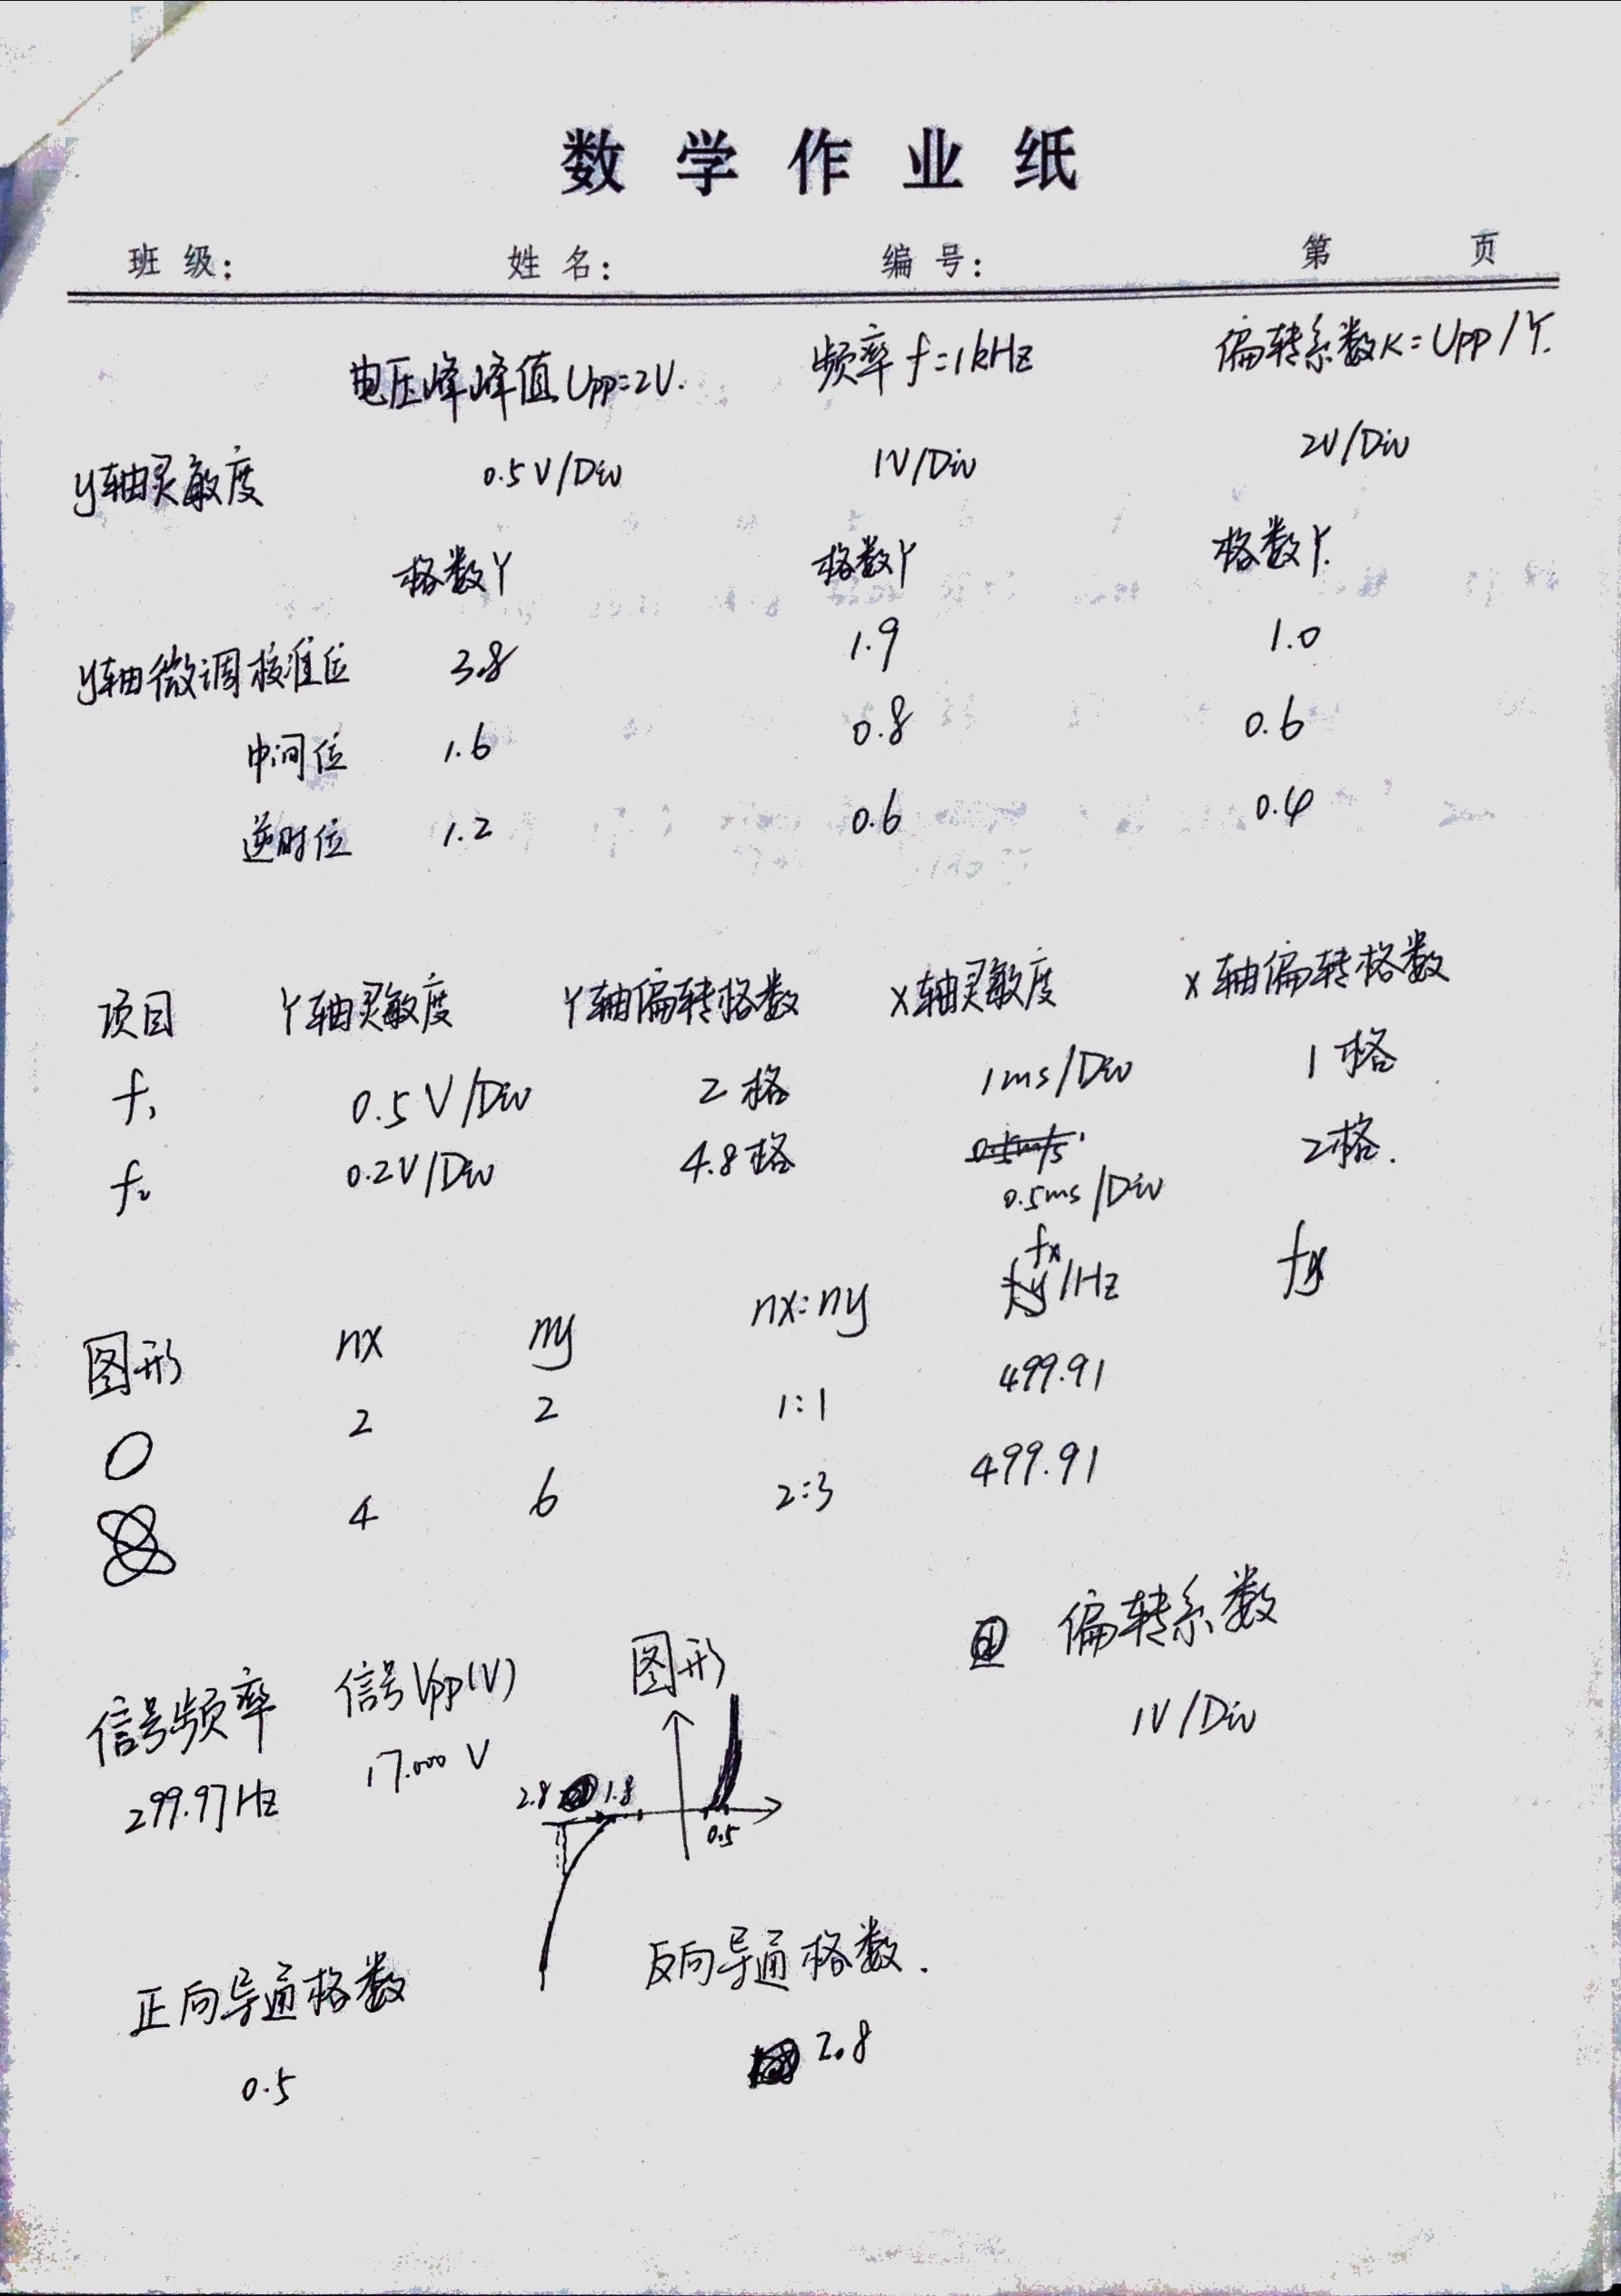 数学作业纸
班级: 姓名: 编号: 第 页
电压峰峰值 Upp=2V. 频率 f=1kHz 偏转系数K=Upp/Y.
y轴灵敏度 0.5V/Div 1V/Div 2V/Div
格数Y 格数Y 格数Y.
y轴微调校准位 3.8 1.9 1.0
中间位 1.6 0.8 0.6
逆时位 1.2 0.6 0.4
项目 Y轴灵敏度 Y轴偏转格数 X轴灵敏度 X轴偏转格数
f₁ 0.5V/Div 2格 1ms/Div 1格
f₂ 0.2V/Div 4.8格 0.5ms/Div 2格.
图形 nx ny nx:ny fx/Hz
2 2 1:1 499.91
4 6 2:3 499.91
信号频率 信号Upp(V) 图形 偏转系数
299.97Hz 17.000 V 1V/Div
2.8 1.8
0.5
正向导通格数 反向导通格数.
0.5 2.8